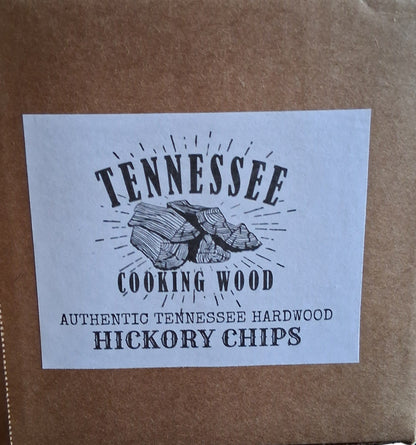 TENNESSEE
COOKING WOOD
AUTHENTIC TENNESSEE HARDWOOD
HICKORY CHIPS